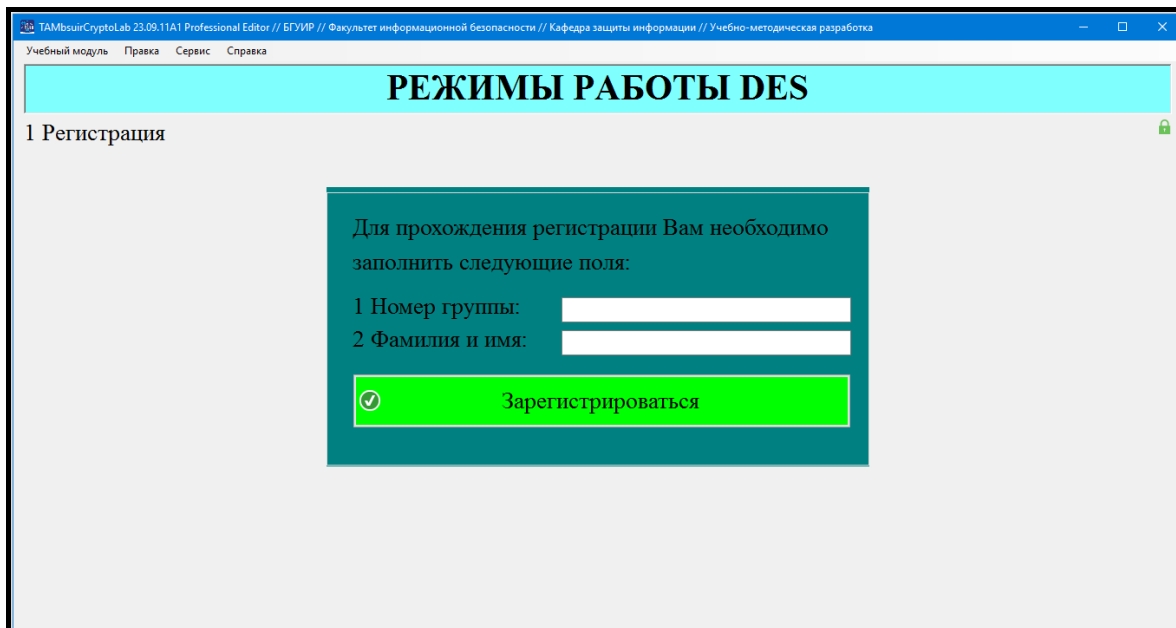 TAMbsuirCryptoLab 23.09.11A1 Professional Editor // БГУИР // Факультет информационной безопасности // Кафедра защиты информации // Учебно-методическая разработка
Учебный модуль Правка Сервис Справка
РЕЖИМЫ РАБОТЫ DES
1 Регистрация
Для прохождения регистрации Вам необходимо
заполнить следующие поля:
1 Номер группы:
2 Фамилия и имя:
Зарегистрироваться